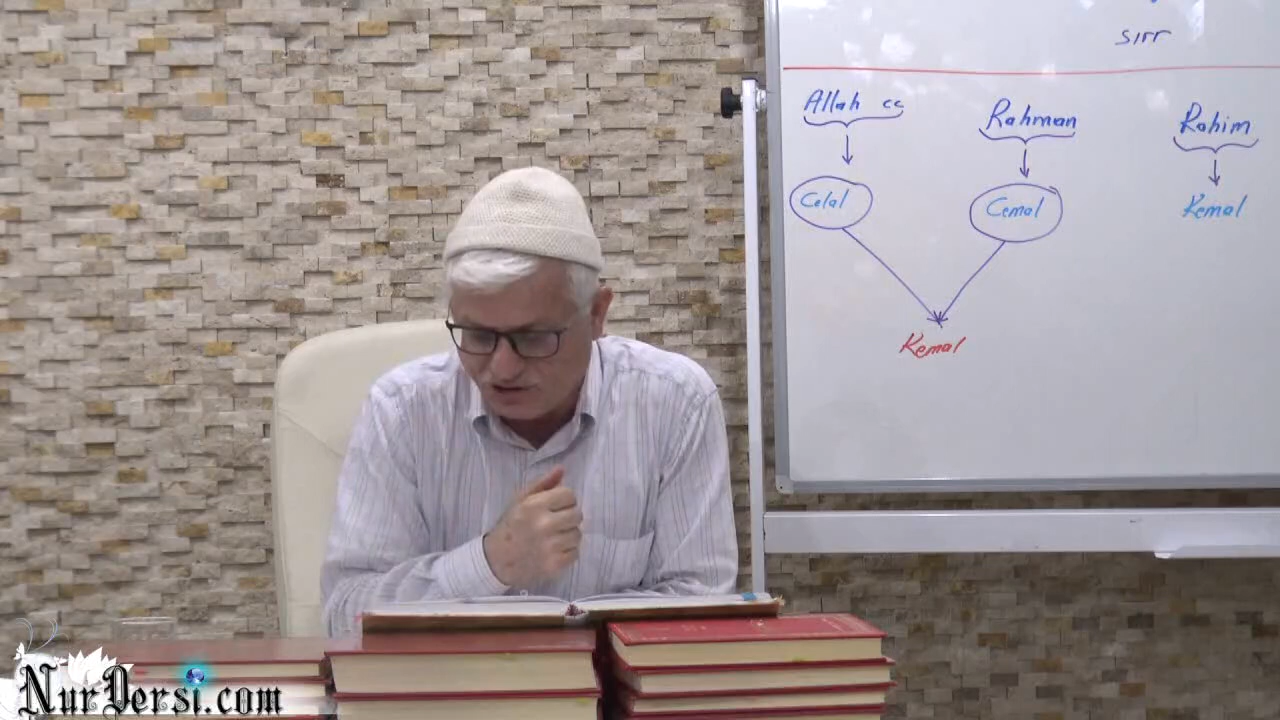 sırr
Allah cc Rahman Rahim
Celal Cemal Kemal
Kemal
NurDersi.com